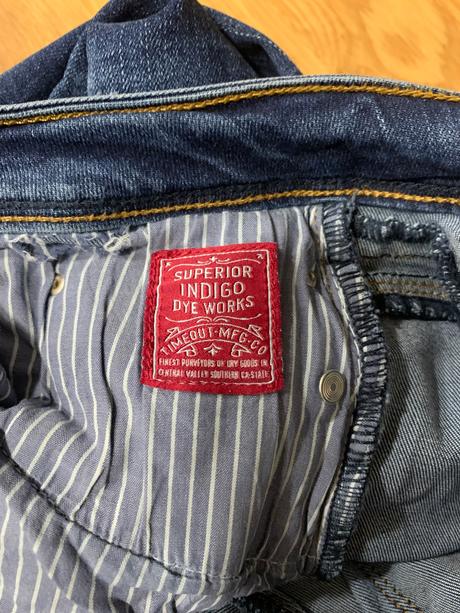 SUPERIOR
INDIGO
DYE WORKS
TIMEOUT-MFG-CO
FINEST PURVEYORS OF DRY GOODS IN
CENTRAL VALLEY SOUTHERN CA-STATE